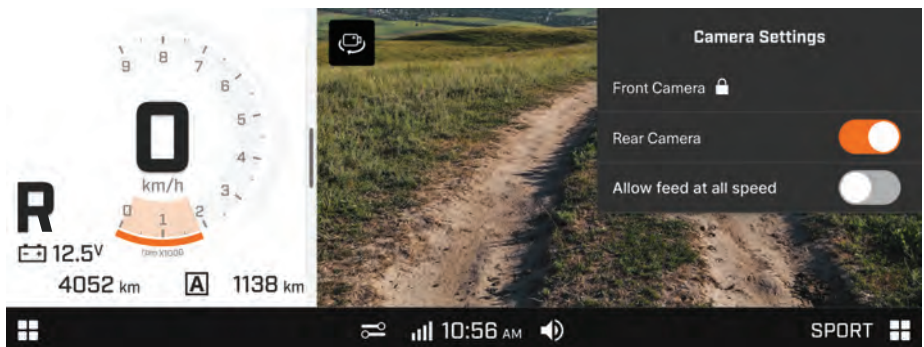 8
9
7
6
5
4
3
0
km/h
R
0
1
2
rpm x1000
12.5V
4052 km
A
1138 km
Camera Settings
Front Camera
Rear Camera
Allow feed at all speed
10:56 AM
SPORT